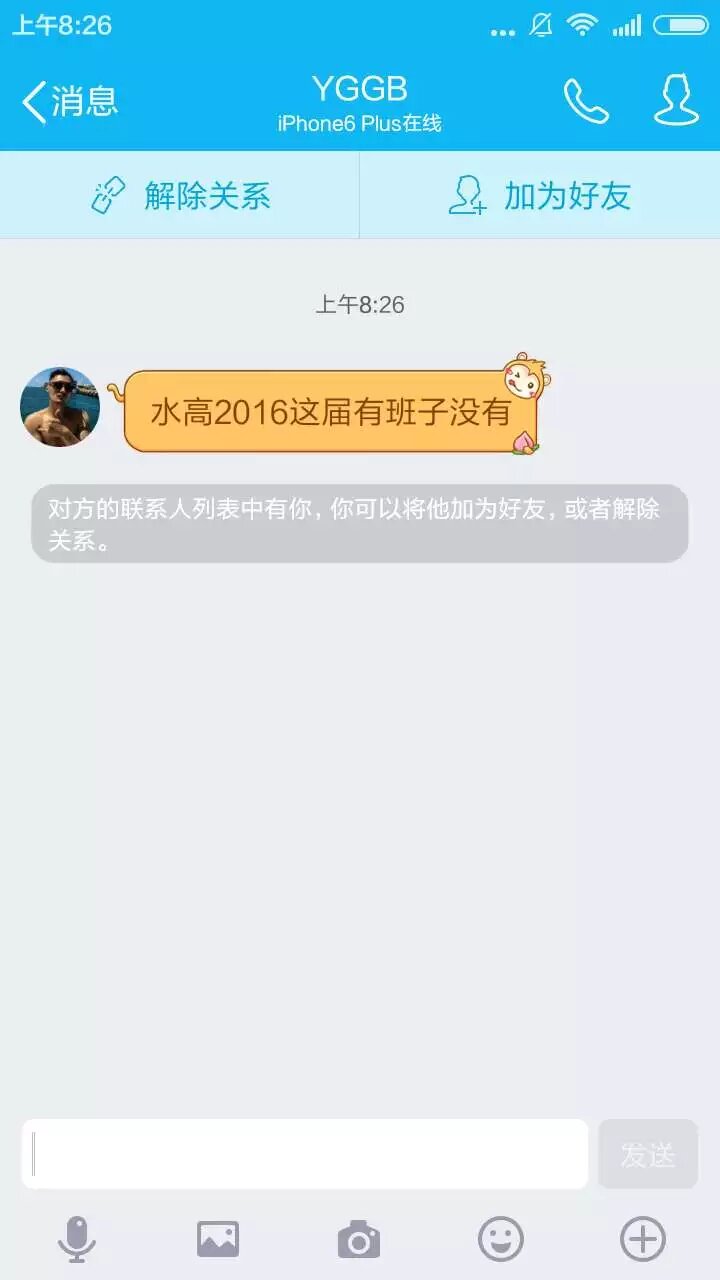 上午8:26
消息
YGGB
iPhone6 Plus在线
解除关系
加为好友
上午8:26
水高2016这届有班子没有
对方的联系人列表中有你，你可以将他加为好友，或者解除
关系。
发送